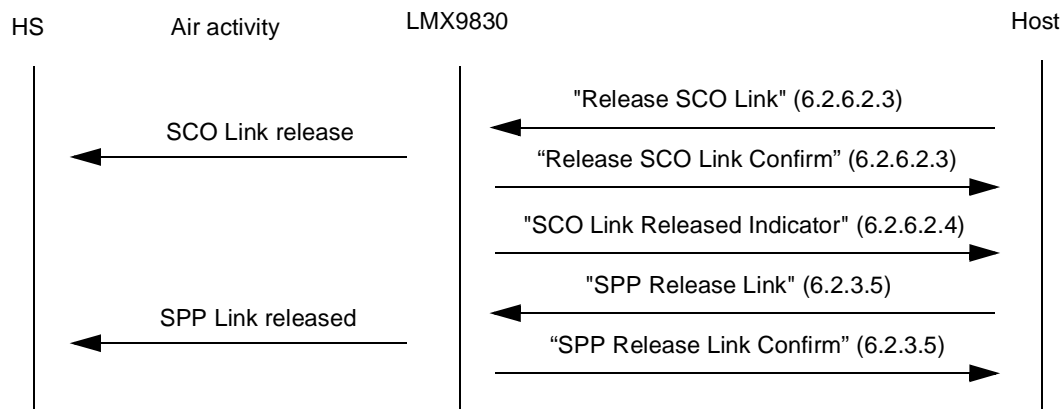 HS
Air activity
LMX9830
Host
"Release SCO Link" (6.2.6.2.3)
SCO Link release
“Release SCO Link Confirm” (6.2.6.2.3)
"SCO Link Released Indicator" (6.2.6.2.4)
"SPP Release Link" (6.2.3.5)
SPP Link released
“SPP Release Link Confirm” (6.2.3.5)